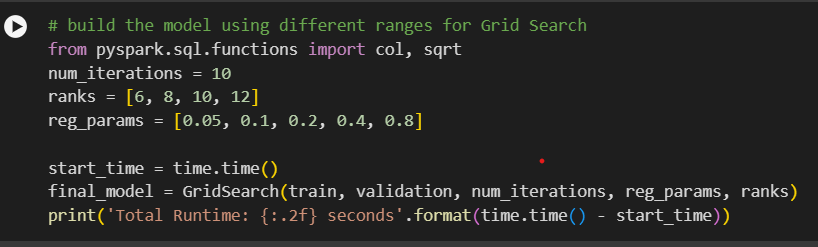 # build the model using different ranges for Grid Search
from pyspark.sql.functions import col, sqrt
num_iterations = 10
ranks = [6, 8, 10, 12]
reg_params = [0.05, 0.1, 0.2, 0.4, 0.8]
start_time = time.time()
final_model = GridSearch(train, validation, num_iterations, reg_params, ranks)
print('Total Runtime: {:.2f} seconds'.format(time.time() - start_time))